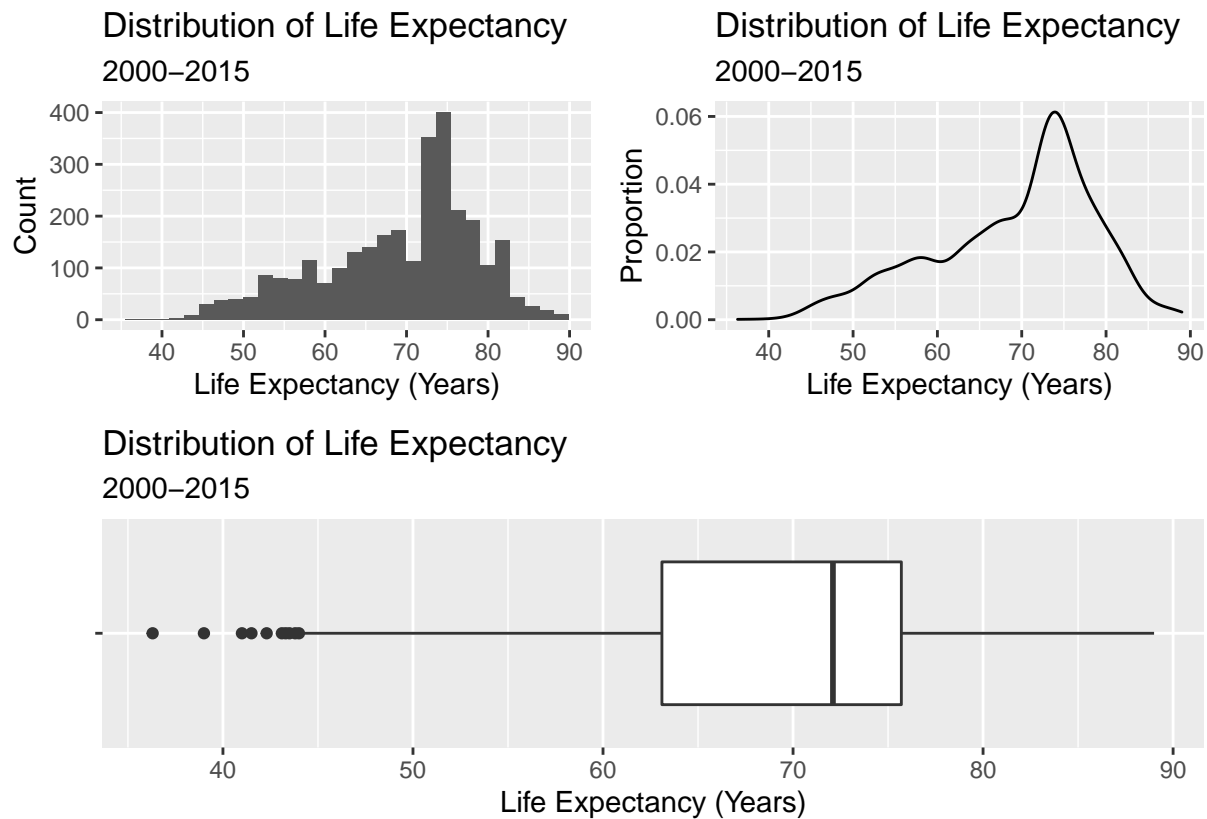 Distribution of Life Expectancy
2000−2015
Count
400
300
200
100
0
40 50 60 70 80 90
Life Expectancy (Years)
Distribution of Life Expectancy
2000−2015
Proportion
0.06
0.04
0.02
0.00
40 50 60 70 80 90
Life Expectancy (Years)
Distribution of Life Expectancy
2000−2015
40 50 60 70 80 90
Life Expectancy (Years)